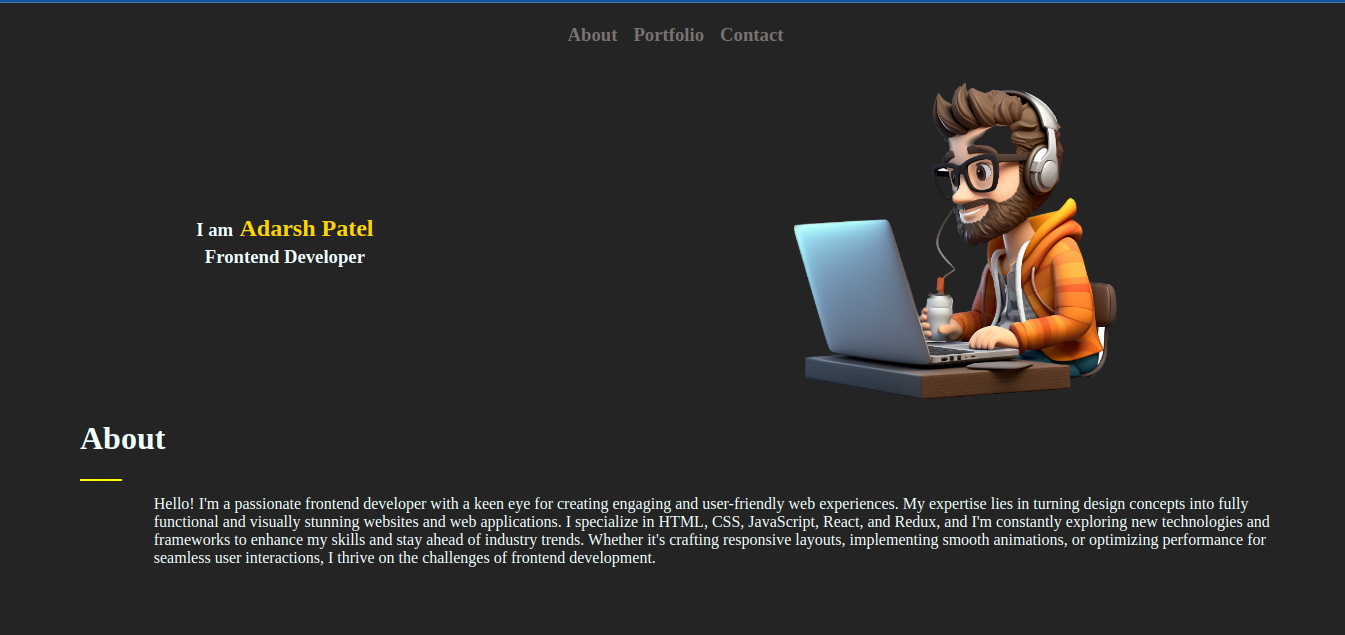 About Portfolio Contact
I am Adarsh Patel
Frontend Developer
About
Hello! I'm a passionate frontend developer with a keen eye for creating engaging and user-friendly web experiences. My expertise lies in turning design concepts into fully
functional and visually stunning websites and web applications. I specialize in HTML, CSS, JavaScript, React, and Redux, and I'm constantly exploring new technologies and
frameworks to enhance my skills and stay ahead of industry trends. Whether it's crafting responsive layouts, implementing smooth animations, or optimizing performance for
seamless user interactions, I thrive on the challenges of frontend development.